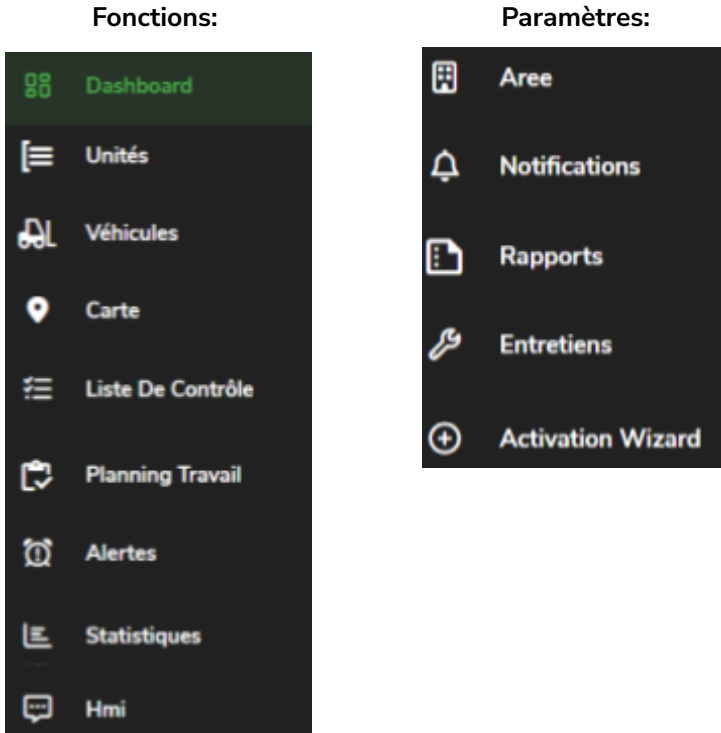 Fonctions:
Dashboard
Unités
Véhicules
Carte
Liste De Contrôle
Planning Travail
Alertes
Statistiques
Hmi
Paramètres:
Aree
Notifications
Rapports
Entretiens
Activation Wizard